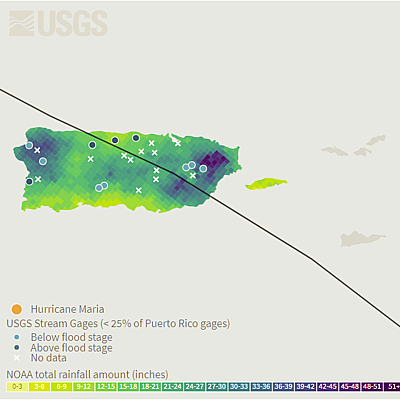 USGS
Hurricane Maria
USGS Stream Gages (< 25% of Puerto Rico gages)
Below flood stage
Above flood stage
No data
NOAA total rainfall amount (inches)
0-3 3-6 6-9 9-12 12-15 15-18 18-21 21-24 24-27 27-30 30-33 33-36 36-39 39-42 42-45 45-48 48-51 51+